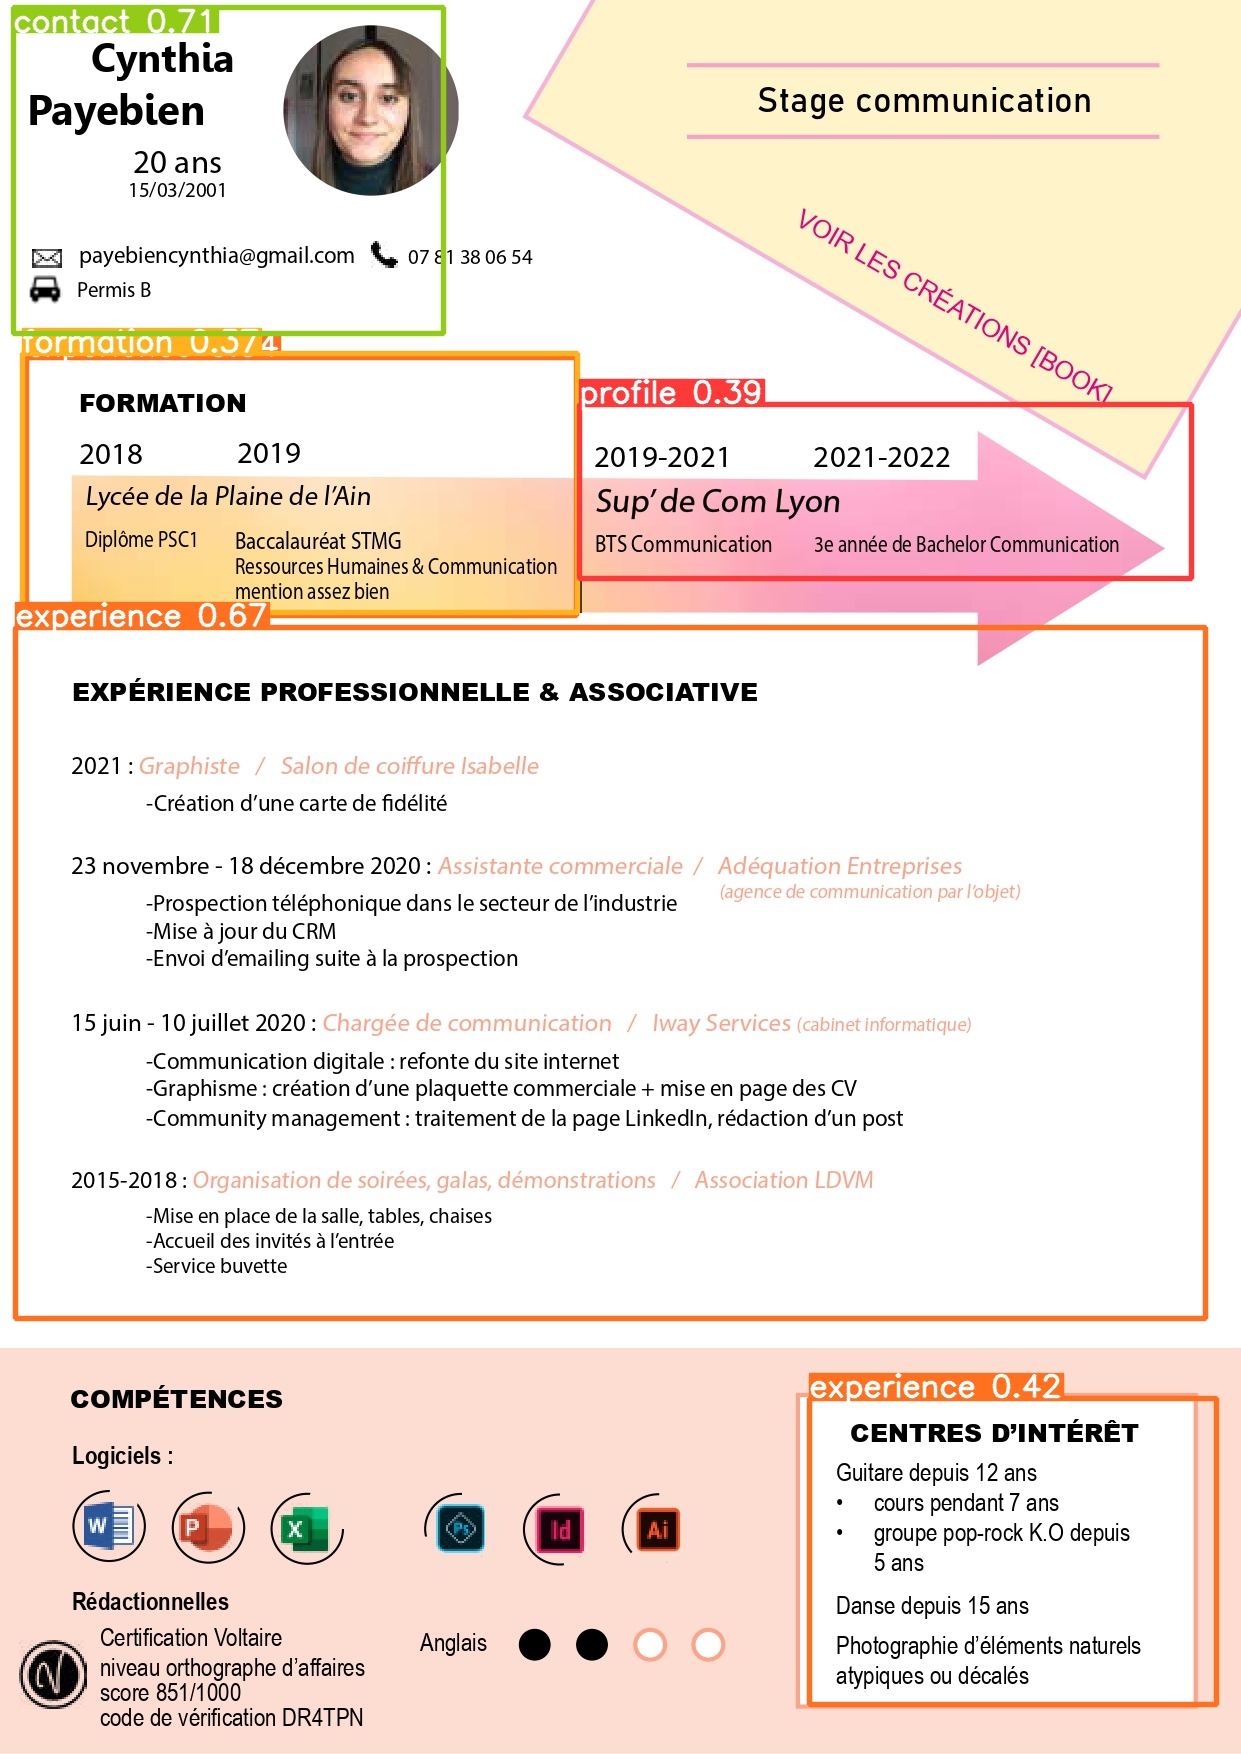 contact 0.71
Cynthia
Payebien
20 ans
15/03/2001
payebiencynthia@gmail.com 07 81 38 06 54
Permis B
Stage communication
VOIR LES CRÉATIONS [BOOK]
formation 0.37
FORMATION
2018 2019
Lycée de la Plaine de l'Ain
Diplôme PSC1
Baccalauréat STMG
Ressources Humaines & Communication
mention assez bien
profile 0.39
2019-2021 2021-2022
Sup' de Com Lyon
BTS Communication 3e année de Bachelor Communication
experience 0.67
EXPÉRIENCE PROFESSIONNELLE & ASSOCIATIVE
2021 : Graphiste / Salon de coiffure Isabelle
-Création d'une carte de fidélité
23 novembre - 18 décembre 2020 : Assistante commerciale / Adéquation Entreprises
(agence de communication par l'objet)
-Prospection téléphonique dans le secteur de l'industrie
-Mise à jour du CRM
-Envoi d'emailing suite à la prospection
15 juin - 10 juillet 2020 : Chargée de communication / Iway Services (cabinet informatique)
-Communication digitale : refonte du site internet
-Graphisme : création d'une plaquette commerciale + mise en page des CV
-Community management : traitement de la page LinkedIn, rédaction d'un post
2015-2018 : Organisation de soirées, galas, démonstrations / Association LDVM
-Mise en place de la salle, tables, chaises
-Accueil des invités à l'entrée
-Service buvette
COMPÉTENCES
Logiciels :
W P X Ps Id Ai
Rédactionnelles
Certification Voltaire
niveau orthographe d'affaires
score 851/1000
code de vérification DR4TPN
Anglais
experience 0.42
CENTRES D'INTÉRÊT
Guitare depuis 12 ans
• cours pendant 7 ans
• groupe pop-rock K.O depuis
5 ans
Danse depuis 15 ans
Photographie d'éléments naturels
atypiques ou décalés